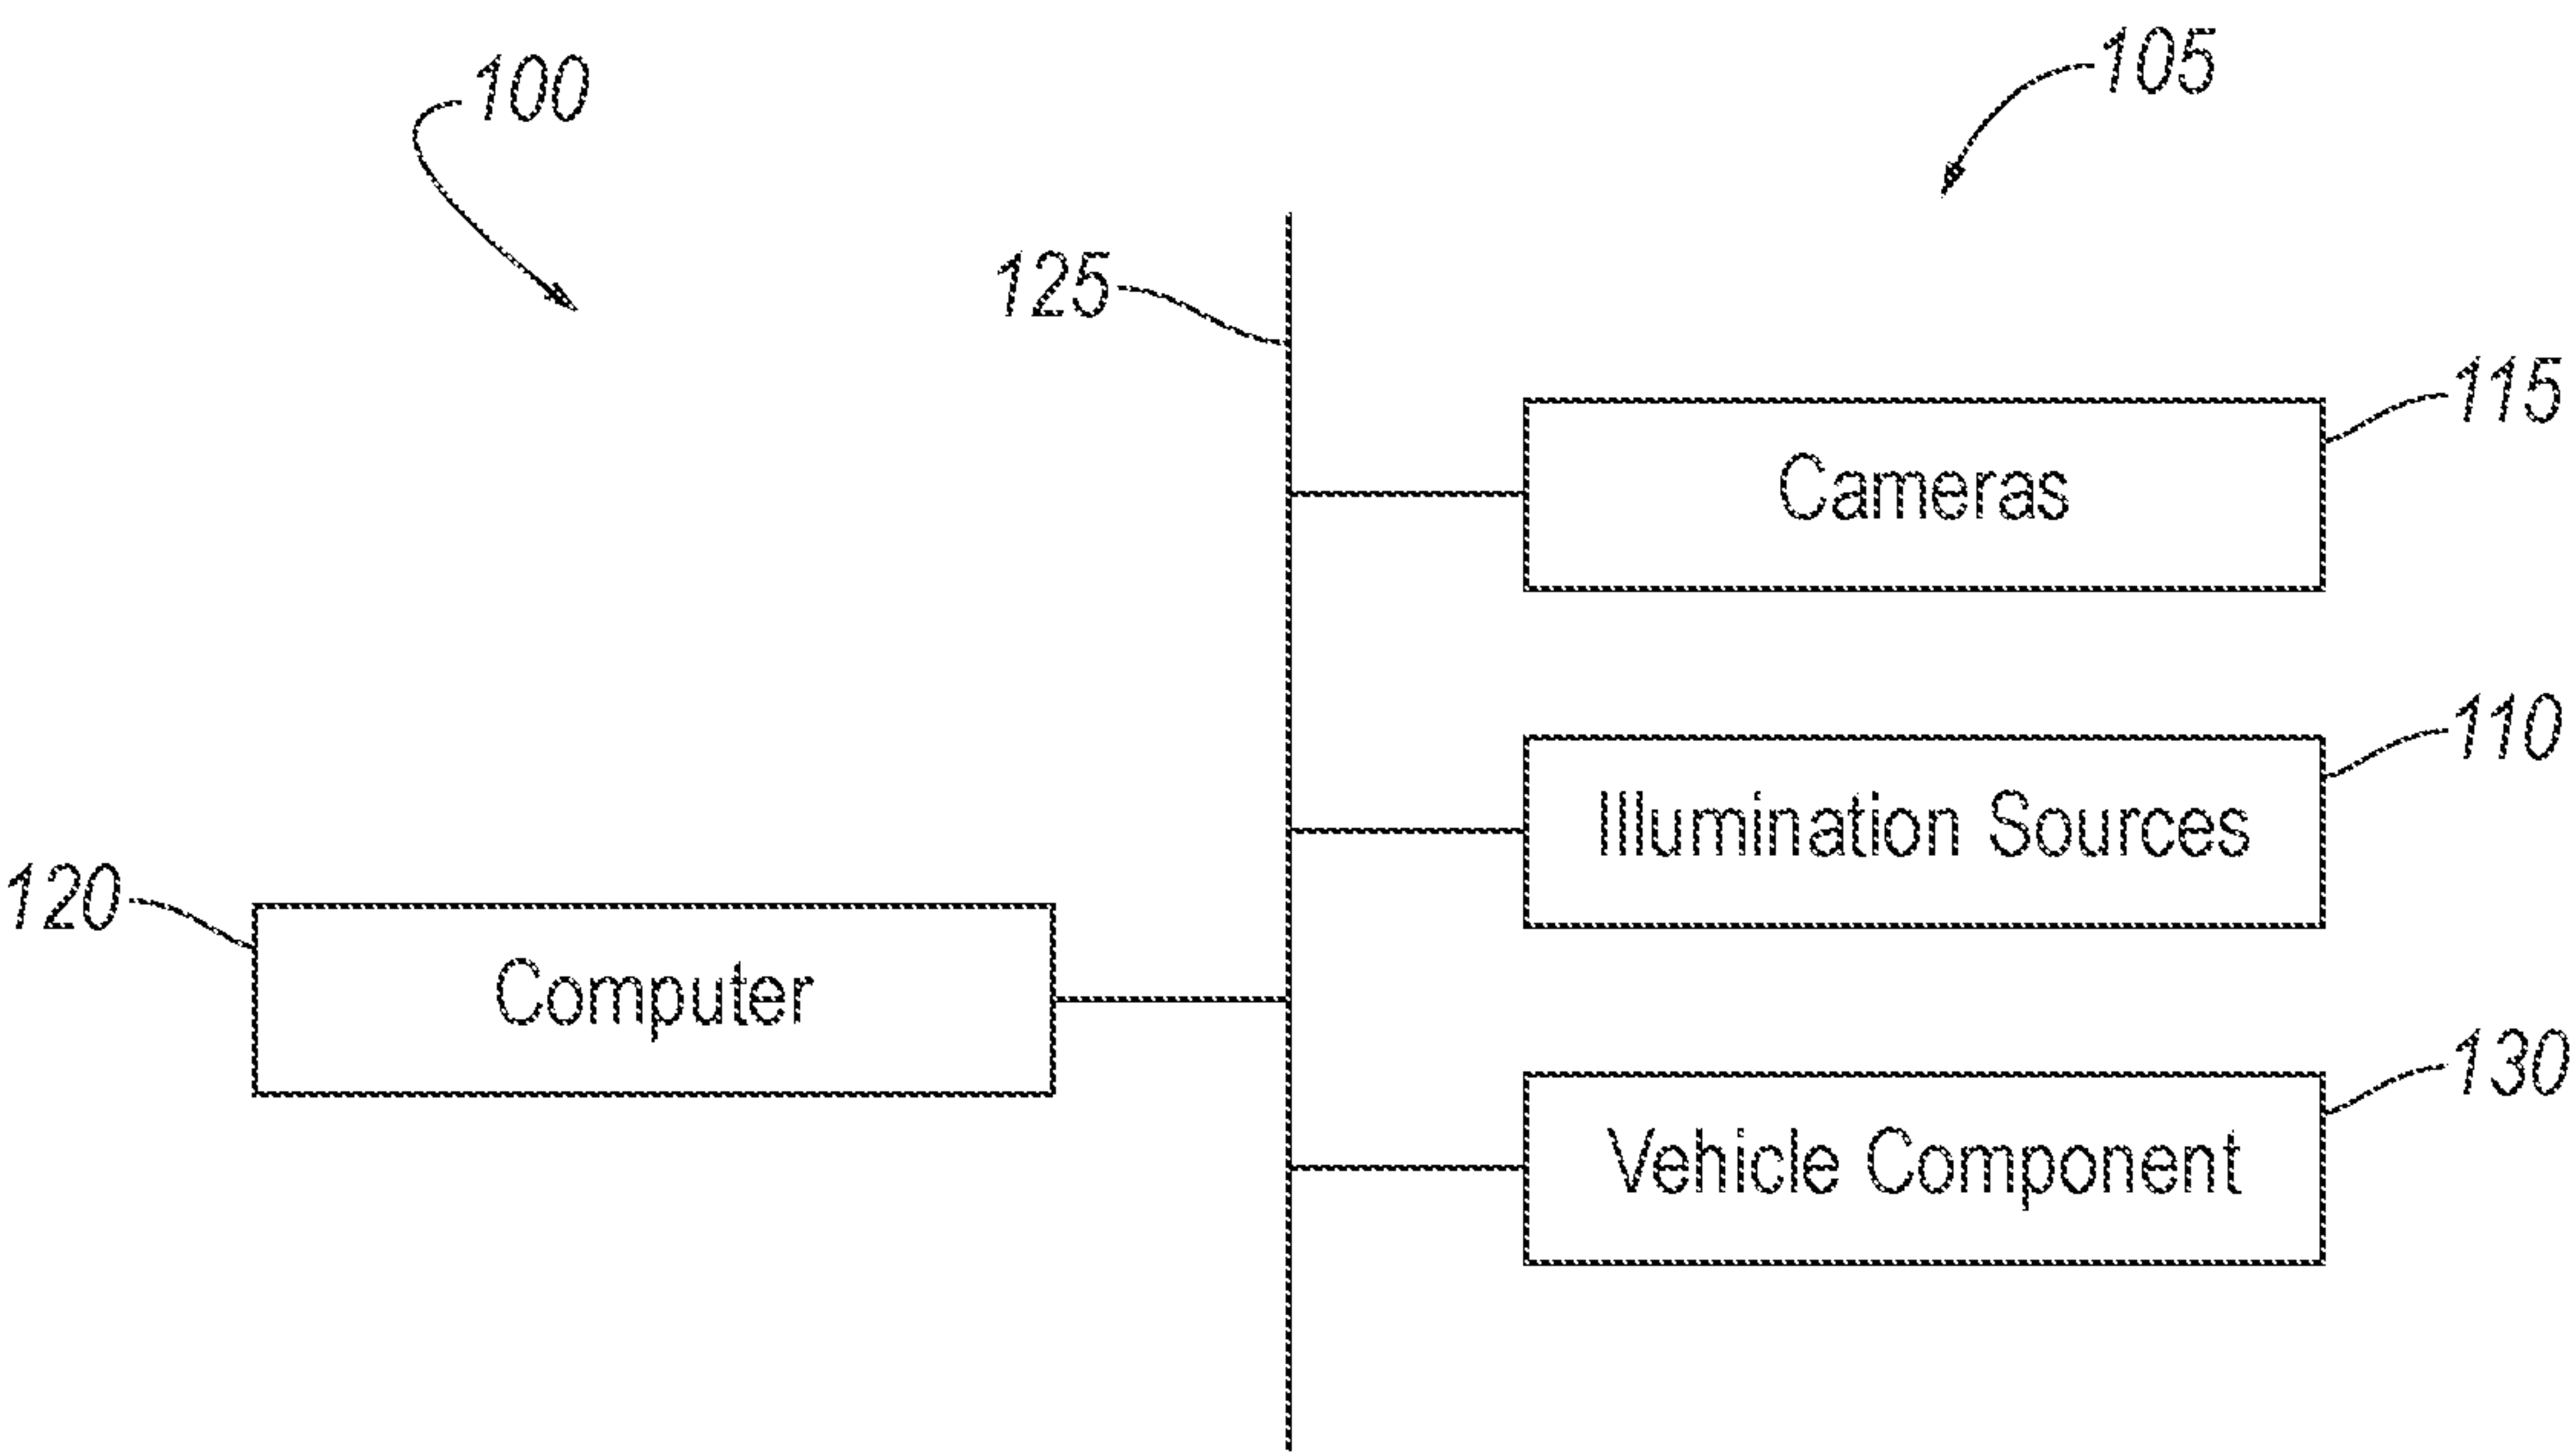 100
105
125
115
Cameras
110
Illumination Sources
120
Computer
130
Vehicle Component